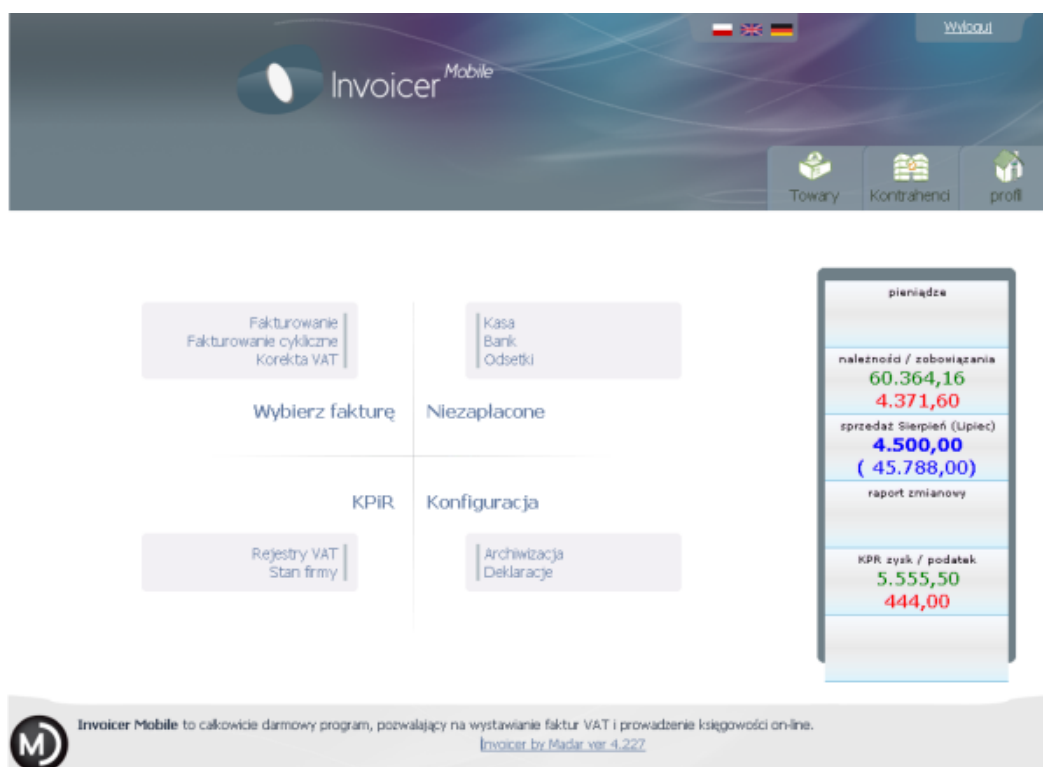 Wyloguj
Invoicer Mobile
Towary
Kontrahenci
profil
Fakturowanie
Fakturowanie cykliczne
Korekta VAT
Kasa
Bank
Odsetki
Wybierz fakturę
Niezapłacone
KPiR
Konfiguracja
Rejestry VAT
Stan firmy
Archiwizacja
Deklaracje
pieniądze
należności / zobowiązania
60.364,16
4.371,60
sprzedaż Sierpień (Lipiec)
4.500,00
( 45.788,00)
raport zmianowy
KPR zysk / podatek
5.555,50
444,00
Invoicer Mobile to całkowicie darmowy program, pozwalający na wystawianie faktur VAT i prowadzenie księgowości on-line.
Invoicer by Madar ver 4.227